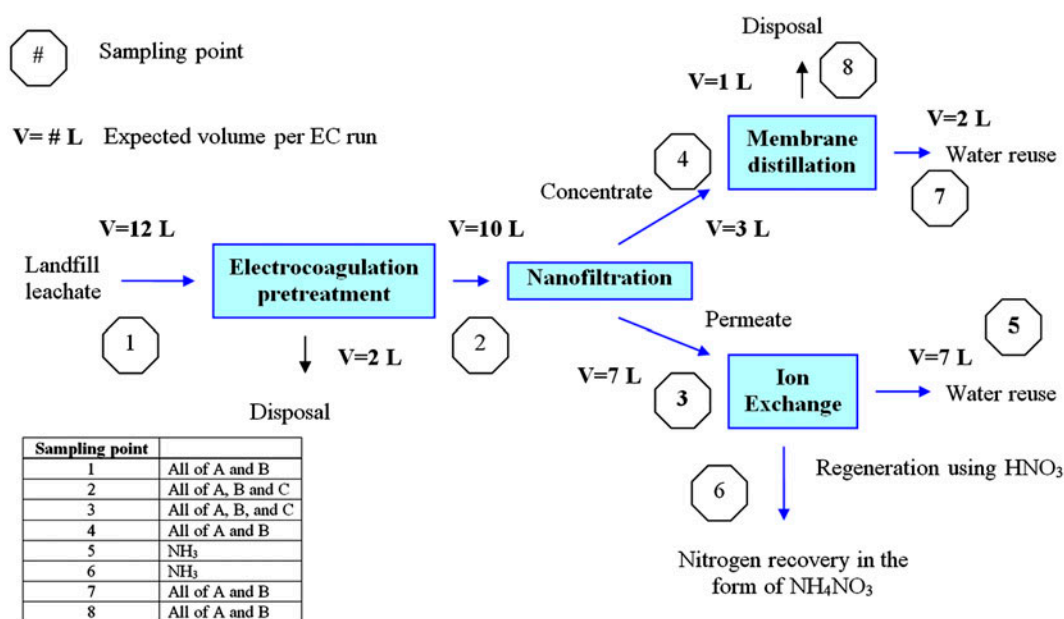 #
Sampling point
V= # L Expected volume per EC run
Disposal
V=1 L
8
4
Membrane
distillation
V=2 L
Water reuse
7
Concentrate
V=3 L
V=12 L
Landfill
leachate
1
Electrocoagulation
pretreatment
V=10 L
2
Nanofiltration
V=2 L
Disposal
Permeate
V=7 L
3
Ion
Exchange
5
V=7 L
Water reuse
6
Regeneration using HNO₃
Nitrogen recovery in the
form of NH₄NO₃
Sampling point
1 All of A and B
2 All of A, B and C
3 All of A, B, and C
4 All of A and B
5 NH₃
6 NH₃
7 All of A and B
8 All of A and B